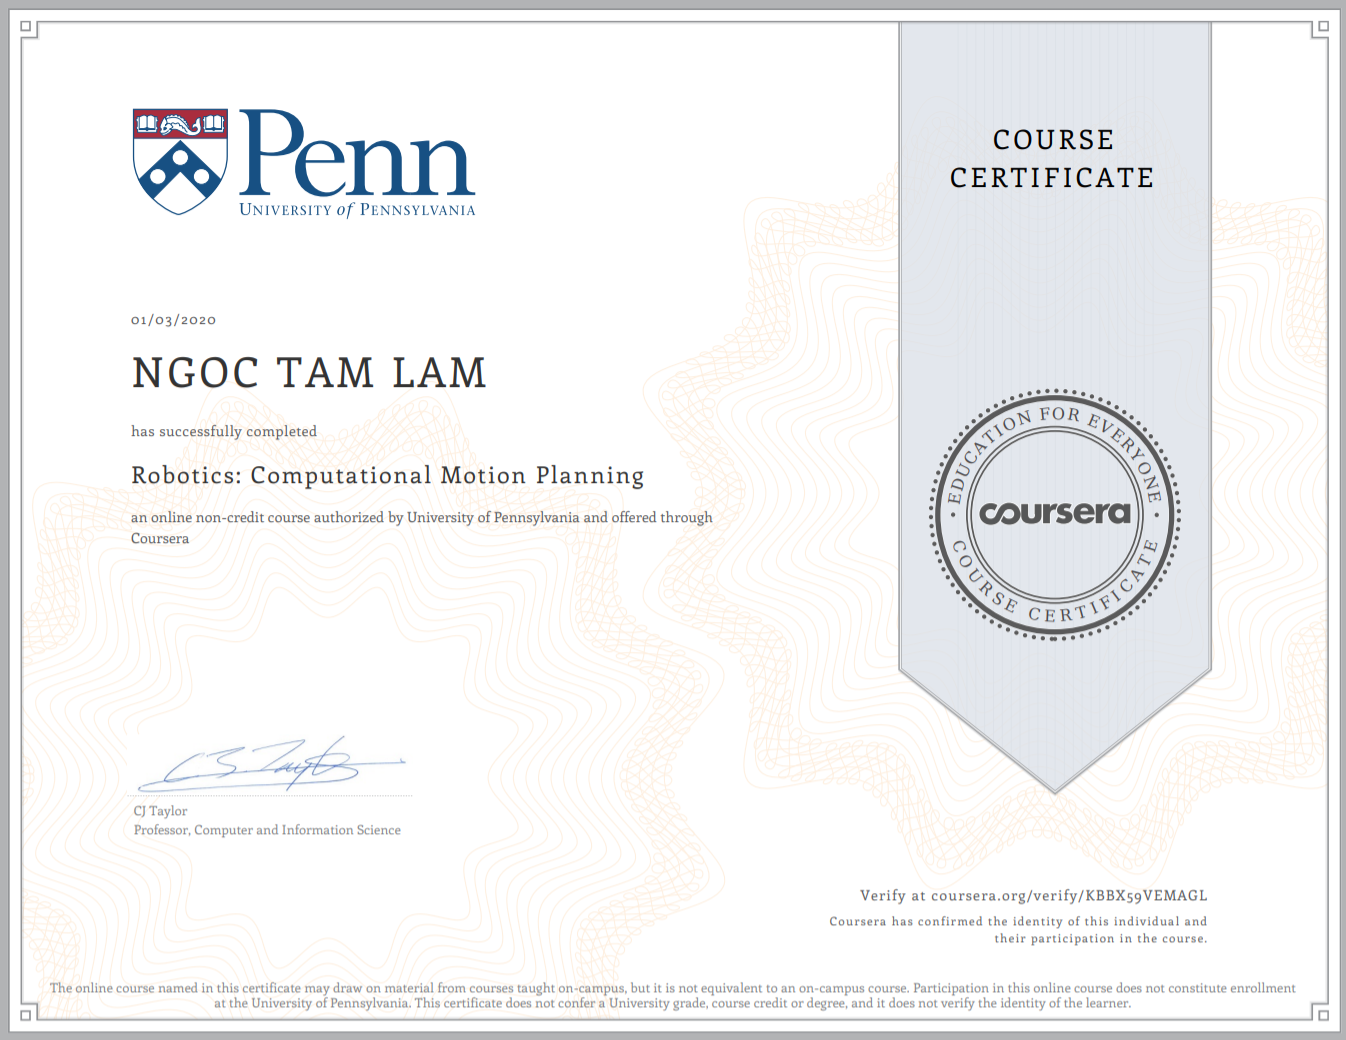 Penn
UNIVERSITY of PENNSYLVANIA
COURSE
CERTIFICATE
01/03/2020
NGOC TAM LAM
has successfully completed
Robotics: Computational Motion Planning
an online non-credit course authorized by University of Pennsylvania and offered through
Coursera
EDUCATION FOR EVERYONE
coursera
COURSE CERTIFICATE
CJ Taylor
CJ Taylor
Professor, Computer and Information Science
Verify at coursera.org/verify/KBBX59VEMAGL
Coursera has confirmed the identity of this individual and
their participation in the course.
The online course named in this certificate may draw on material from courses taught on-campus, but it is not equivalent to an on-campus course. Participation in this online course does not constitute enrollment
at the University of Pennsylvania. This certificate does not confer a University grade, course credit or degree, and it does not verify the identity of the learner.